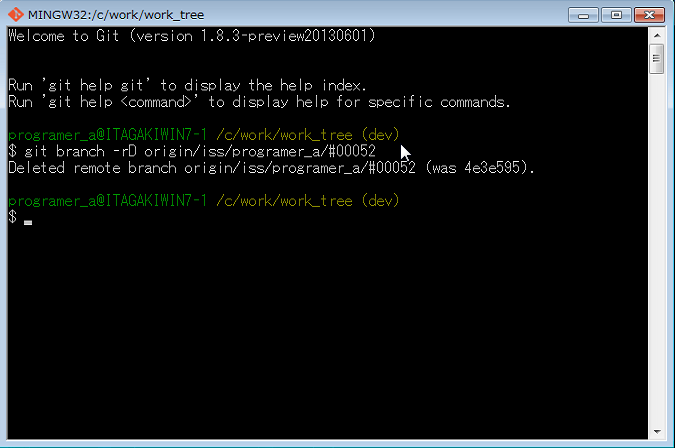 MINGW32:/c/work/work_tree
Welcome to Git (version 1.8.3-preview20130601)
Run 'git help git' to display the help index.
Run 'git help <command>' to display help for specific commands.
programer_a@ITAGAKIWIN7-1 /c/work/work_tree (dev)
$ git branch -rD origin/iss/programer_a/#00052
Deleted remote branch origin/iss/programer_a/#00052 (was 4e3e595).
programer_a@ITAGAKIWIN7-1 /c/work/work_tree (dev)
$